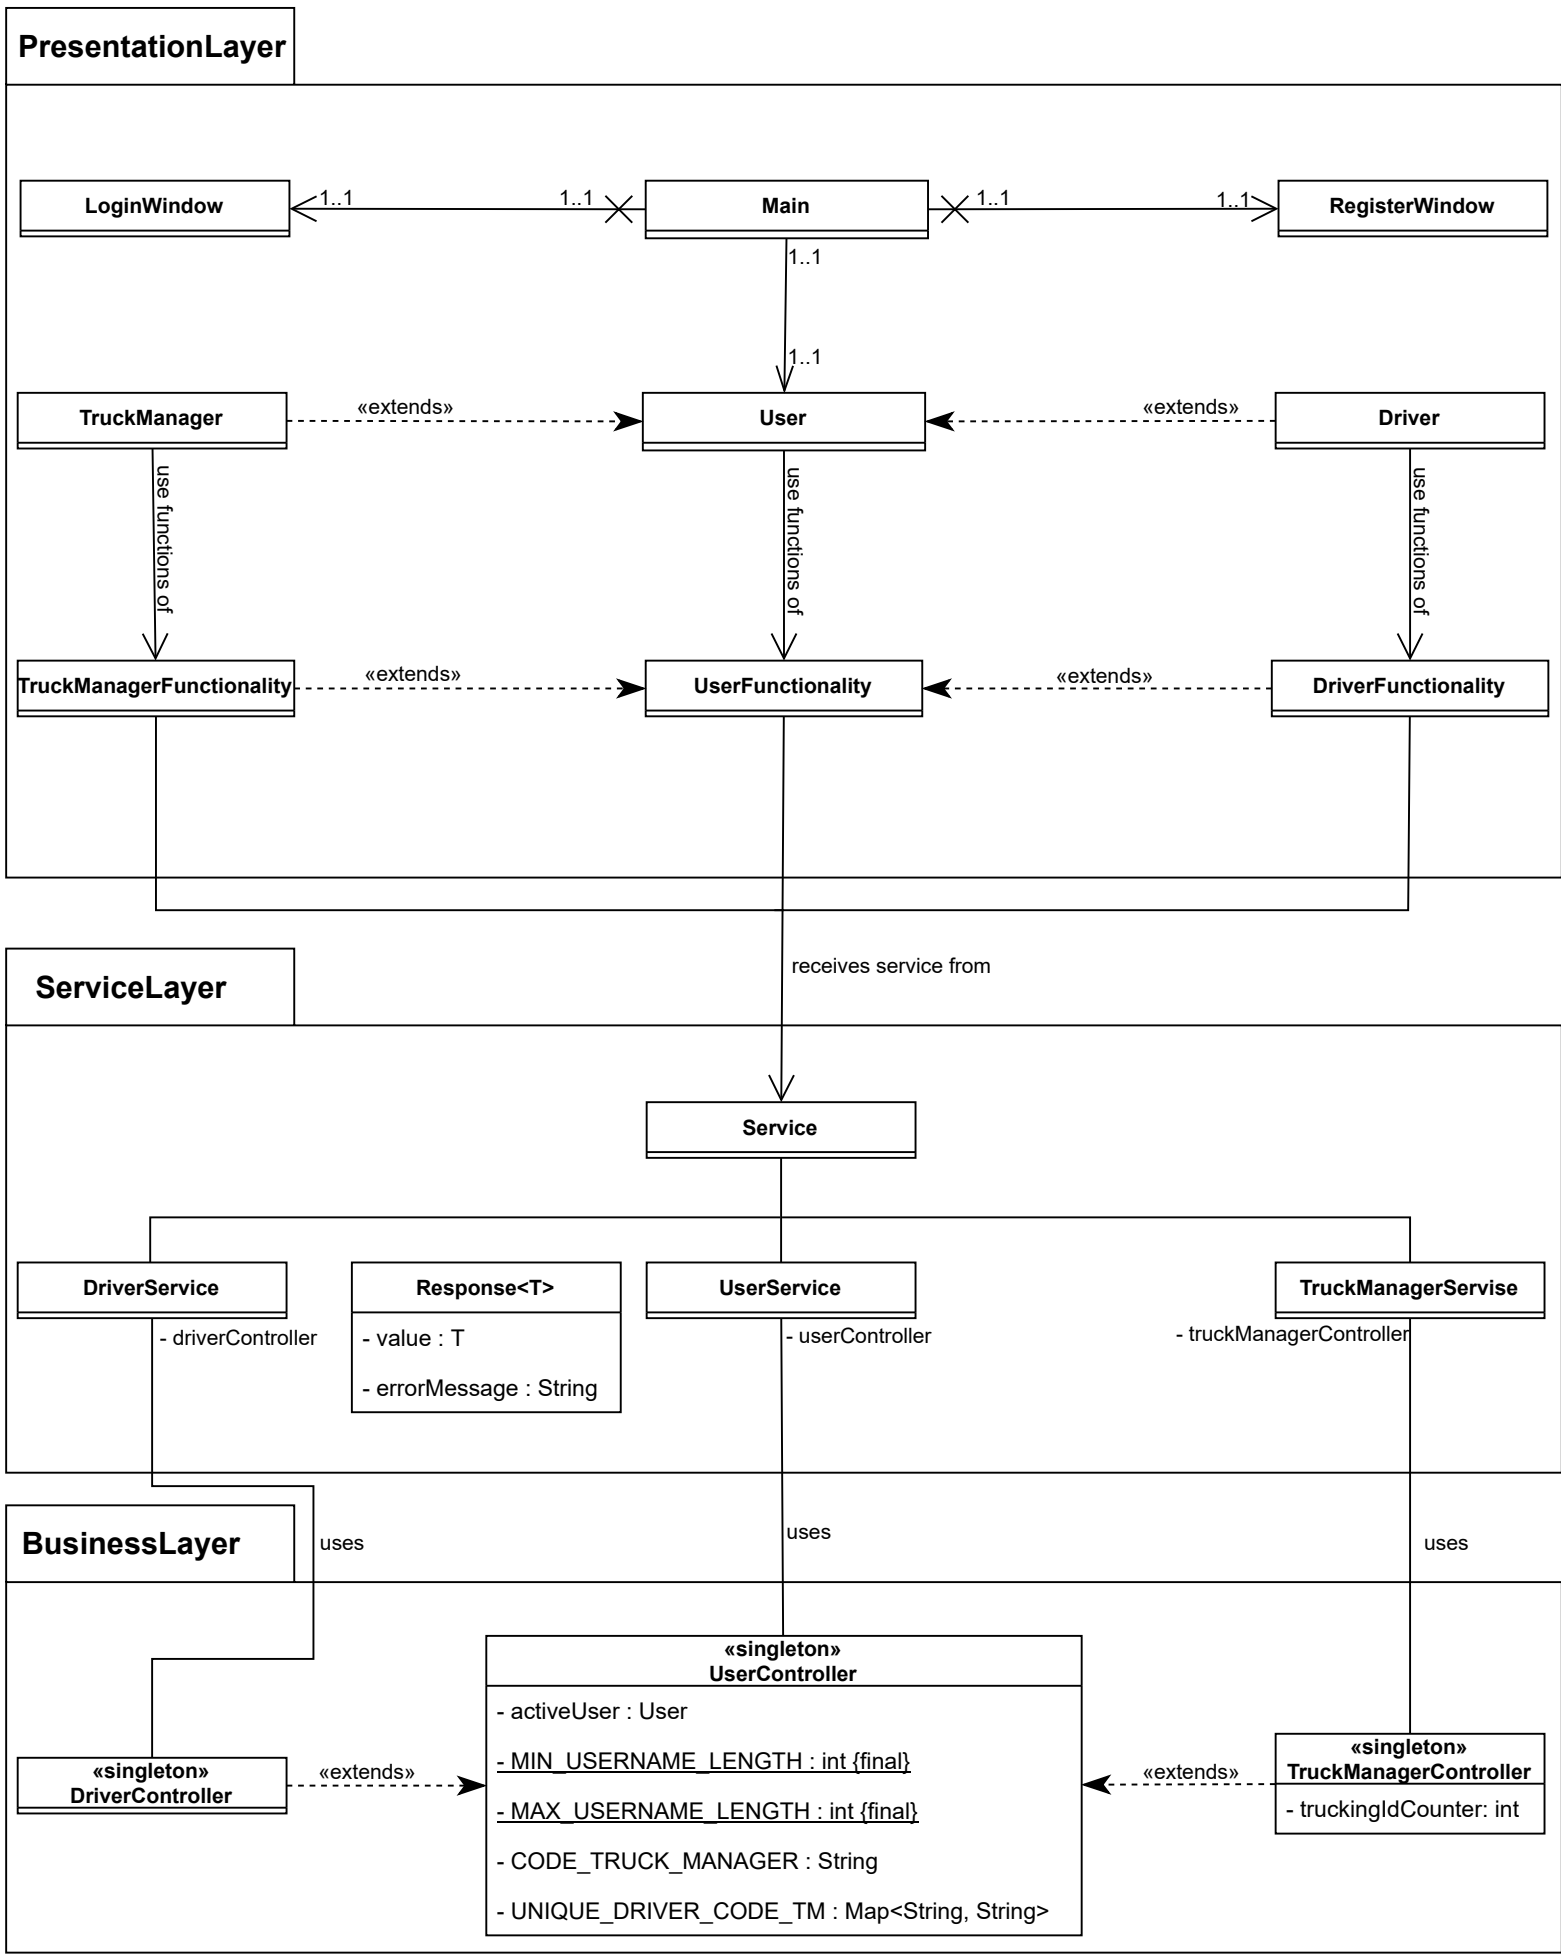 PresentationLayer
LoginWindow
1..1
1..1
Main
1..1
1..1
RegisterWindow
1..1
1..1
TruckManager
«extends»
User
«extends»
Driver
use functions of
use functions of
use functions of
TruckManagerFunctionality
«extends»
UserFunctionality
«extends»
DriverFunctionality
receives service from
ServiceLayer
Service
DriverService
- driverController
Response<T>
- value : T
- errorMessage : String
UserService
- userController
TruckManagerServise
- truckManagerController
uses
uses
uses
BusinessLayer
«singleton»
DriverController
«extends»
«singleton»
UserController
- activeUser : User
- MIN_USERNAME_LENGTH : int {final}
- MAX_USERNAME_LENGTH : int {final}
- CODE_TRUCK_MANAGER : String
- UNIQUE_DRIVER_CODE_TM : Map<String, String>
«extends»
«singleton»
TruckManagerController
- truckingIdCounter: int